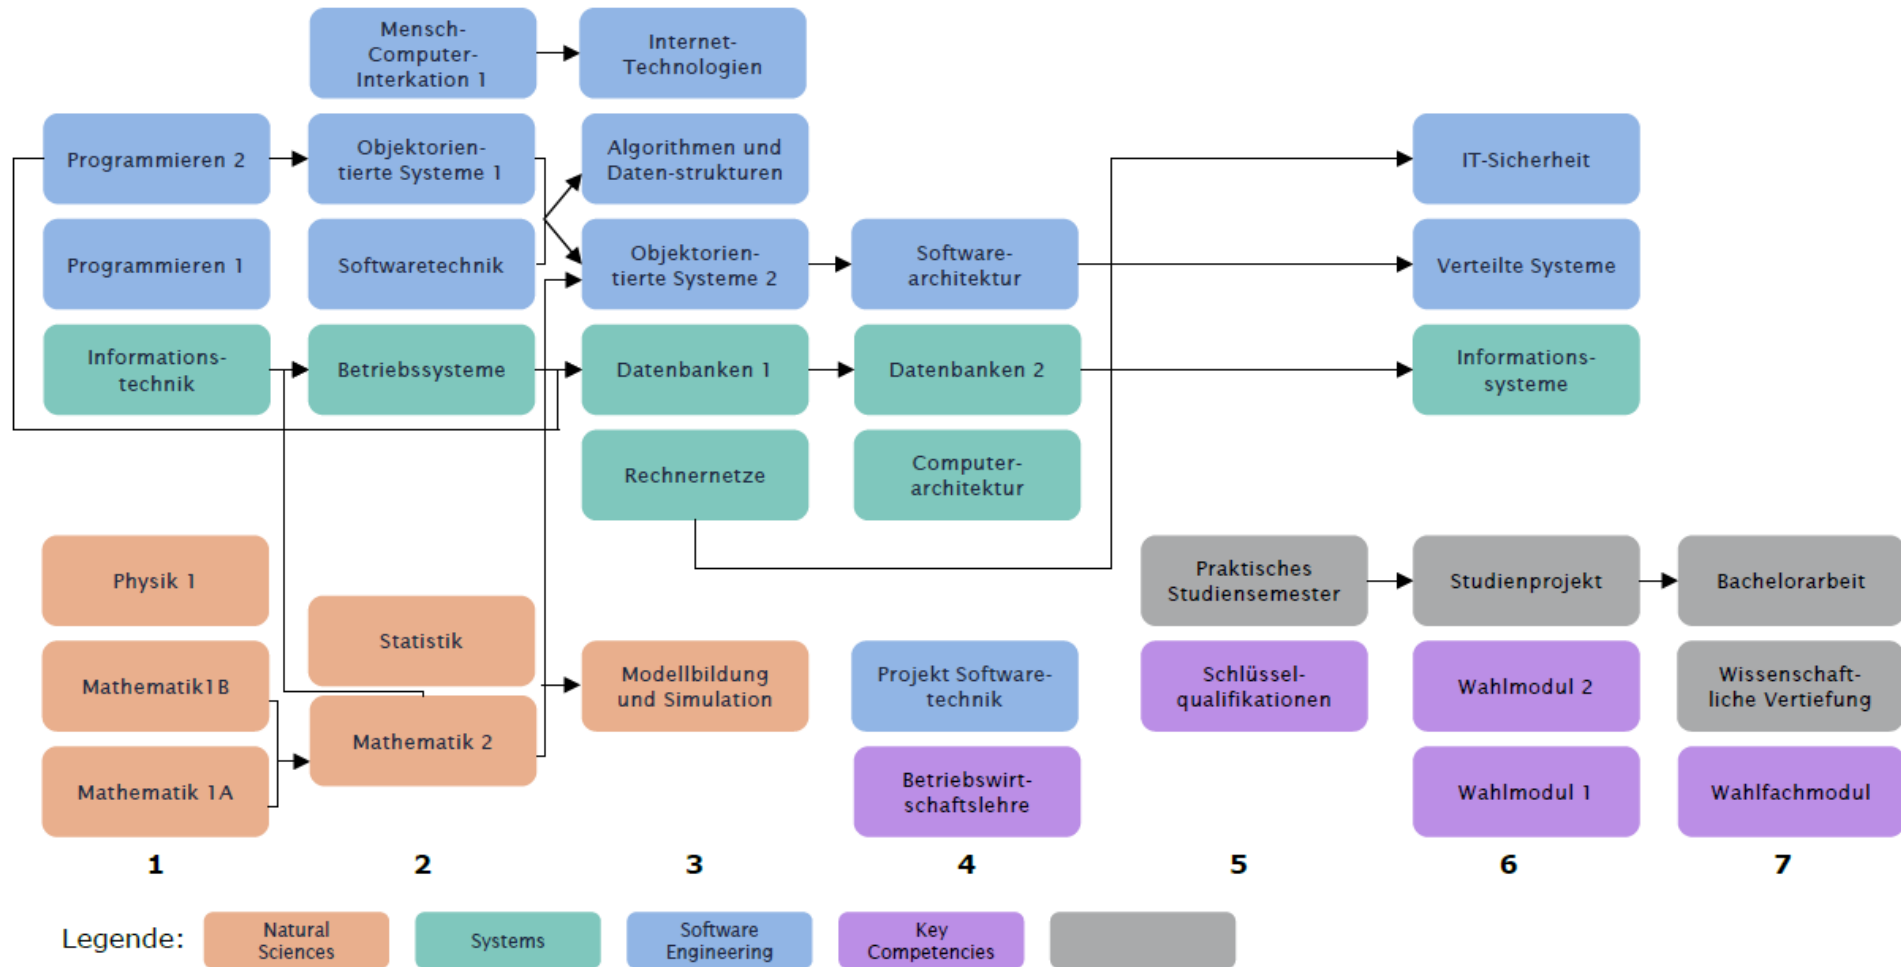 Mensch-
Computer-
Interkation 1
Internet-
Technologien
Programmieren 2
Objektorien-
tierte Systeme 1
Algorithmen und
Daten-strukturen
IT-Sicherheit
Programmieren 1
Softwaretechnik
Objektorien-
tierte Systeme 2
Software-
architektur
Verteilte Systeme
Informations-
technik
Betriebssysteme
Datenbanken 1
Datenbanken 2
Informations-
systeme
Rechnernetze
Computer-
architektur
Physik 1
Praktisches
Studiensemester
Studienprojekt
Bachelorarbeit
Statistik
Mathematik1B
Modellbildung
und Simulation
Projekt Software-
technik
Schlüssel-
qualifikationen
Wahlmodul 2
Wissenschaft-
liche Vertiefung
Mathematik 2
Mathematik 1A
Betriebswirt-
schaftslehre
Wahlmodul 1
Wahlfachmodul
1 2 3 4 5 6 7
Legende:
Natural
Sciences
Systems
Software
Engineering
Key
Competencies